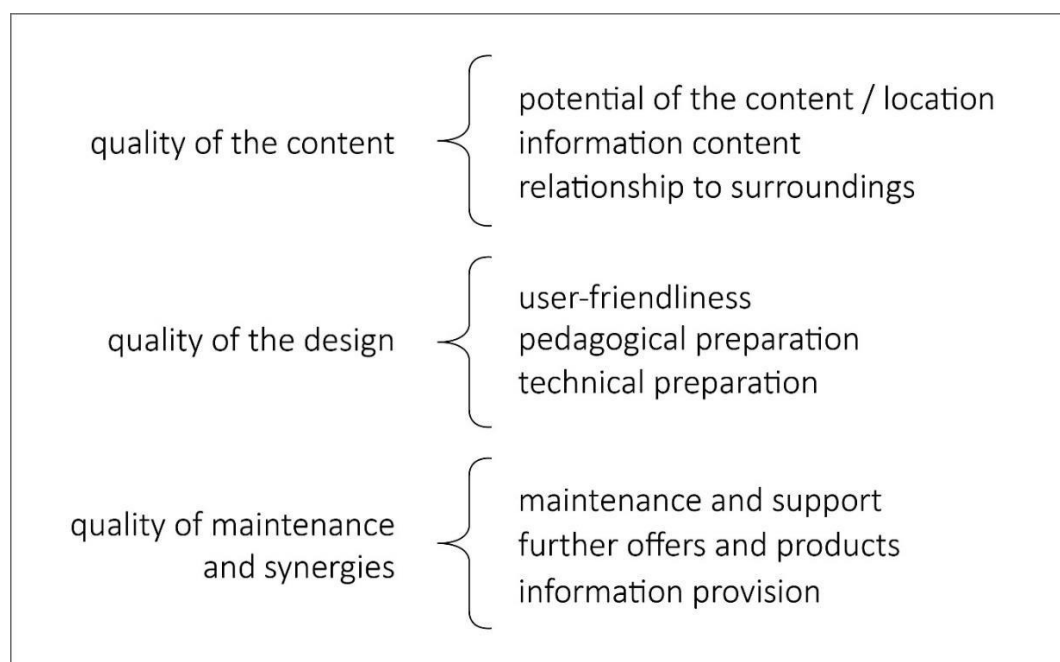 quality of the content
potential of the content / location
information content
relationship to surroundings
quality of the design
user-friendliness
pedagogical preparation
technical preparation
quality of maintenance
and synergies
maintenance and support
further offers and products
information provision